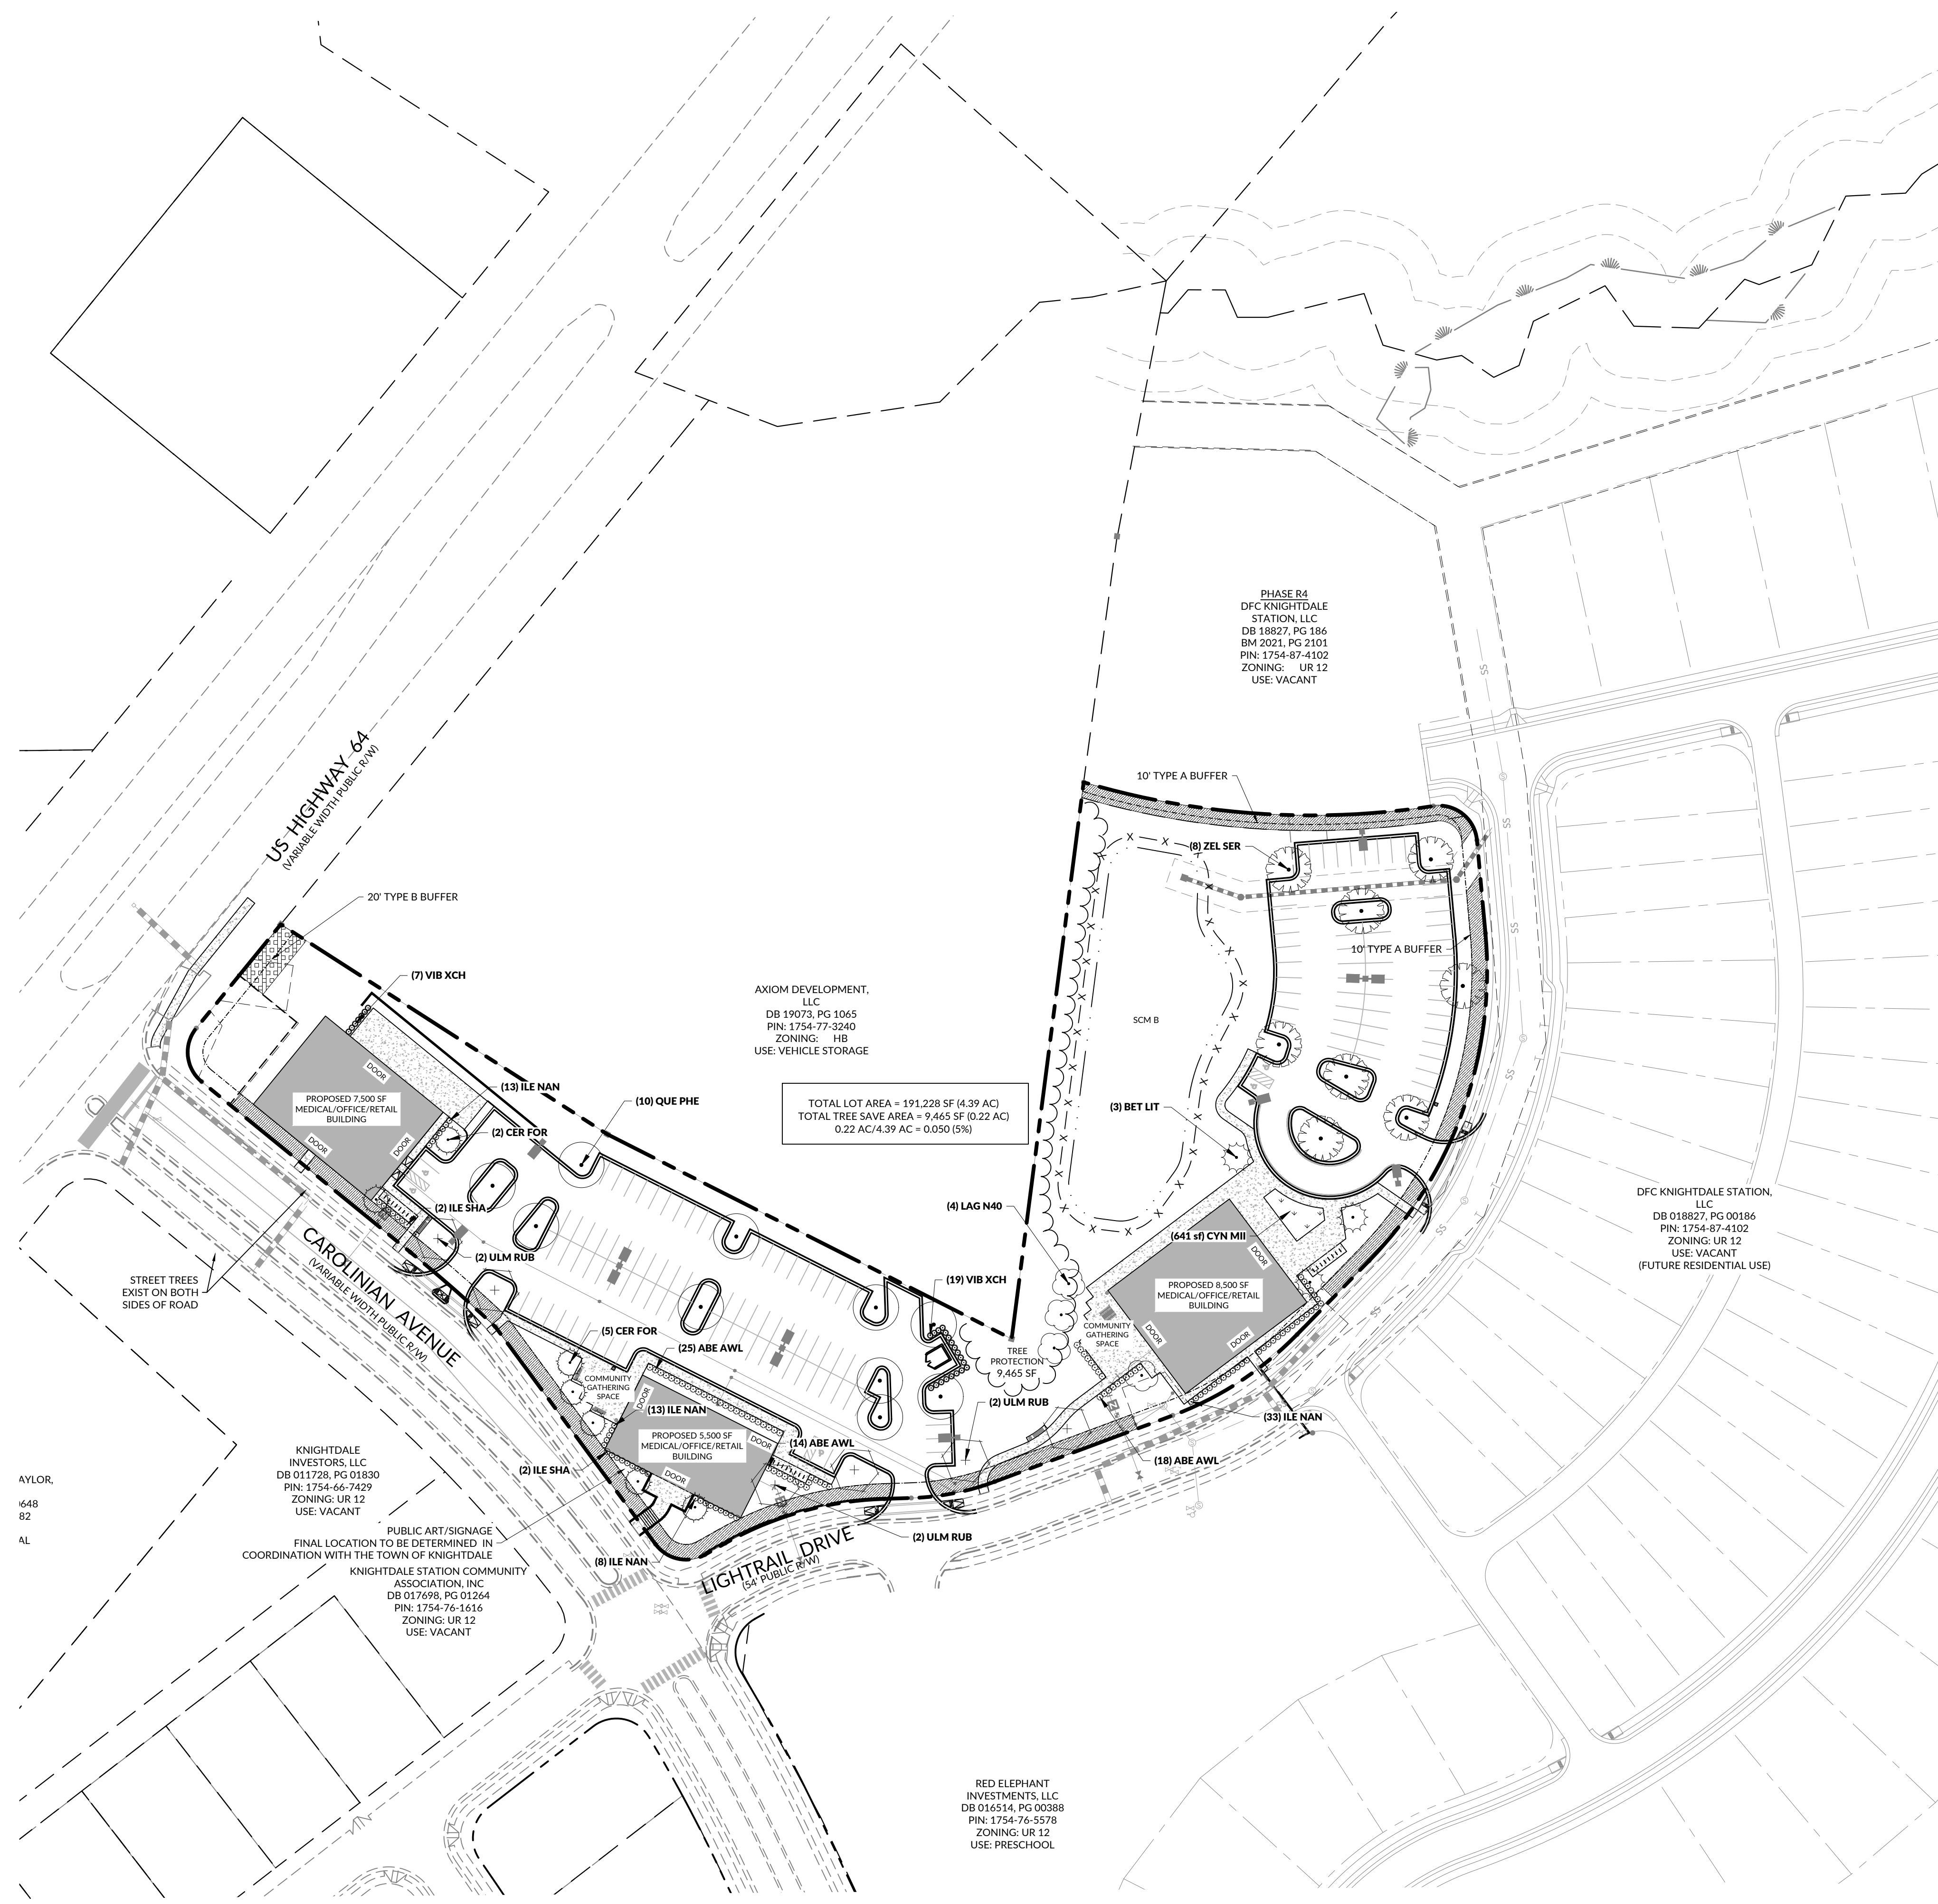 PHASE R4
DFC KNIGHTDALE
STATION, LLC
DB 18827, PG 186
BM 2021, PG 2101
PIN: 1754-87-4102
ZONING: UR 12
USE: VACANT
SS
US HIGHWAY 64
(VARIABLE WIDTH PUBLIC R/W)
10' TYPE A BUFFER
SS
(8) ZEL SER
20' TYPE B BUFFER
SS
10' TYPE A BUFFER
(7) VIB XCH
AXIOM DEVELOPMENT,
LLC
DB 19073, PG 1065
PIN: 1754-77-3240
ZONING: HB
USE: VEHICLE STORAGE
SCM B
SS
DOOR
(13) ILE NAN
PROPOSED 7,500 SF
MEDICAL/OFFICE/RETAIL
BUILDING
(10) QUE PHE
TOTAL LOT AREA = 191,228 SF (4.39 AC)
TOTAL TREE SAVE AREA = 9,465 SF (0.22 AC)
0.22 AC/4.39 AC = 0.050 (5%)
(3) BET LIT
(2) CER FOR
DOOR
DOOR
(2) ILE SHA
(4) LAG N40
DFC KNIGHTDALE STATION,
LLC
DB 018827, PG 00186
PIN: 1754-87-4102
ZONING: UR 12
USE: VACANT
(FUTURE RESIDENTIAL USE)
(641 sf) CYN MII
SS
DOOR
(2) ULM RUB
CAROLINIAN AVENUE
(VARIABLE WIDTH PUBLIC R/W)
STREET TREES
EXIST ON BOTH
SIDES OF ROAD
(19) VIB XCH
PROPOSED 8,500 SF
MEDICAL/OFFICE/RETAIL
BUILDING
SS
(5) CER FOR
(25) ABE AWL
COMMUNITY
GATHERING
SPACE
DOOR
DOOR
TREE
PROTECTION
9,465 SF
COMMUNITY
GATHERING
SPACE
DOOR
(13) ILE NAN
(2) ULM RUB
(33) ILE NAN
PROPOSED 5,500 SF
MEDICAL/OFFICE/RETAIL
BUILDING
DOOR
(14) ABE AWL
(2) ILE SHA
DOOR
(18) ABE AWL
KNIGHTDALE
INVESTORS, LLC
DB 011728, PG 01830
PIN: 1754-66-7429
ZONING: UR 12
USE: VACANT
AYLOR,
648
82
AL
PUBLIC ART/SIGNAGE
FINAL LOCATION TO BE DETERMINED IN
COORDINATION WITH THE TOWN OF KNIGHTDALE
(2) ULM RUB
(8) ILE NAN
LIGHTRAIL DRIVE
(54' PUBLIC R/W)
KNIGHTDALE STATION COMMUNITY
ASSOCIATION, INC
DB 017698, PG 01264
PIN: 1754-76-1616
ZONING: UR 12
USE: VACANT
RED ELEPHANT
INVESTMENTS, LLC
DB 016514, PG 00388
PIN: 1754-76-5578
ZONING: UR 12
USE: PRESCHOOL